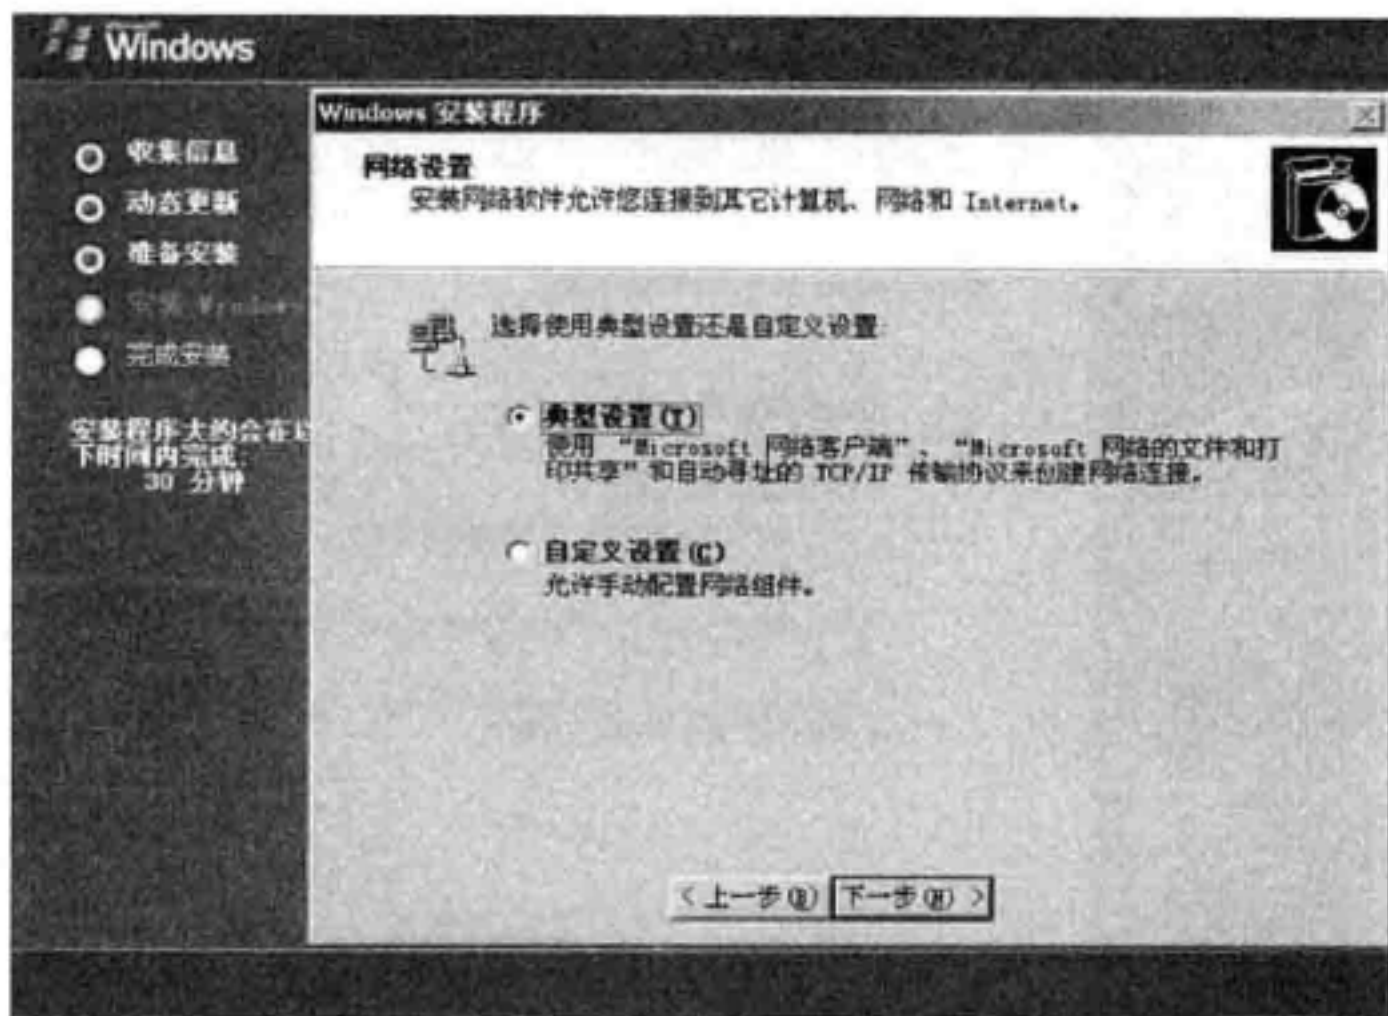 Microsoft
Windows
收集信息
动态更新
准备安装
安装 Windows
完成安装
安装程序大约会在以
下时间内完成:
30 分钟
Windows 安装程序
网络设置
安装网络软件允许您连接到其它计算机、网络和 Internet。
选择使用典型设置还是自定义设置:
典型设置(T)
使用 “Microsoft 网络客户端”、“Microsoft 网络的文件和打
印共享” 和自动寻址的 TCP/IP 传输协议来创建网络连接。
自定义设置(C)
允许手动配置网络组件。
< 上一步(B)
下一步(N) >